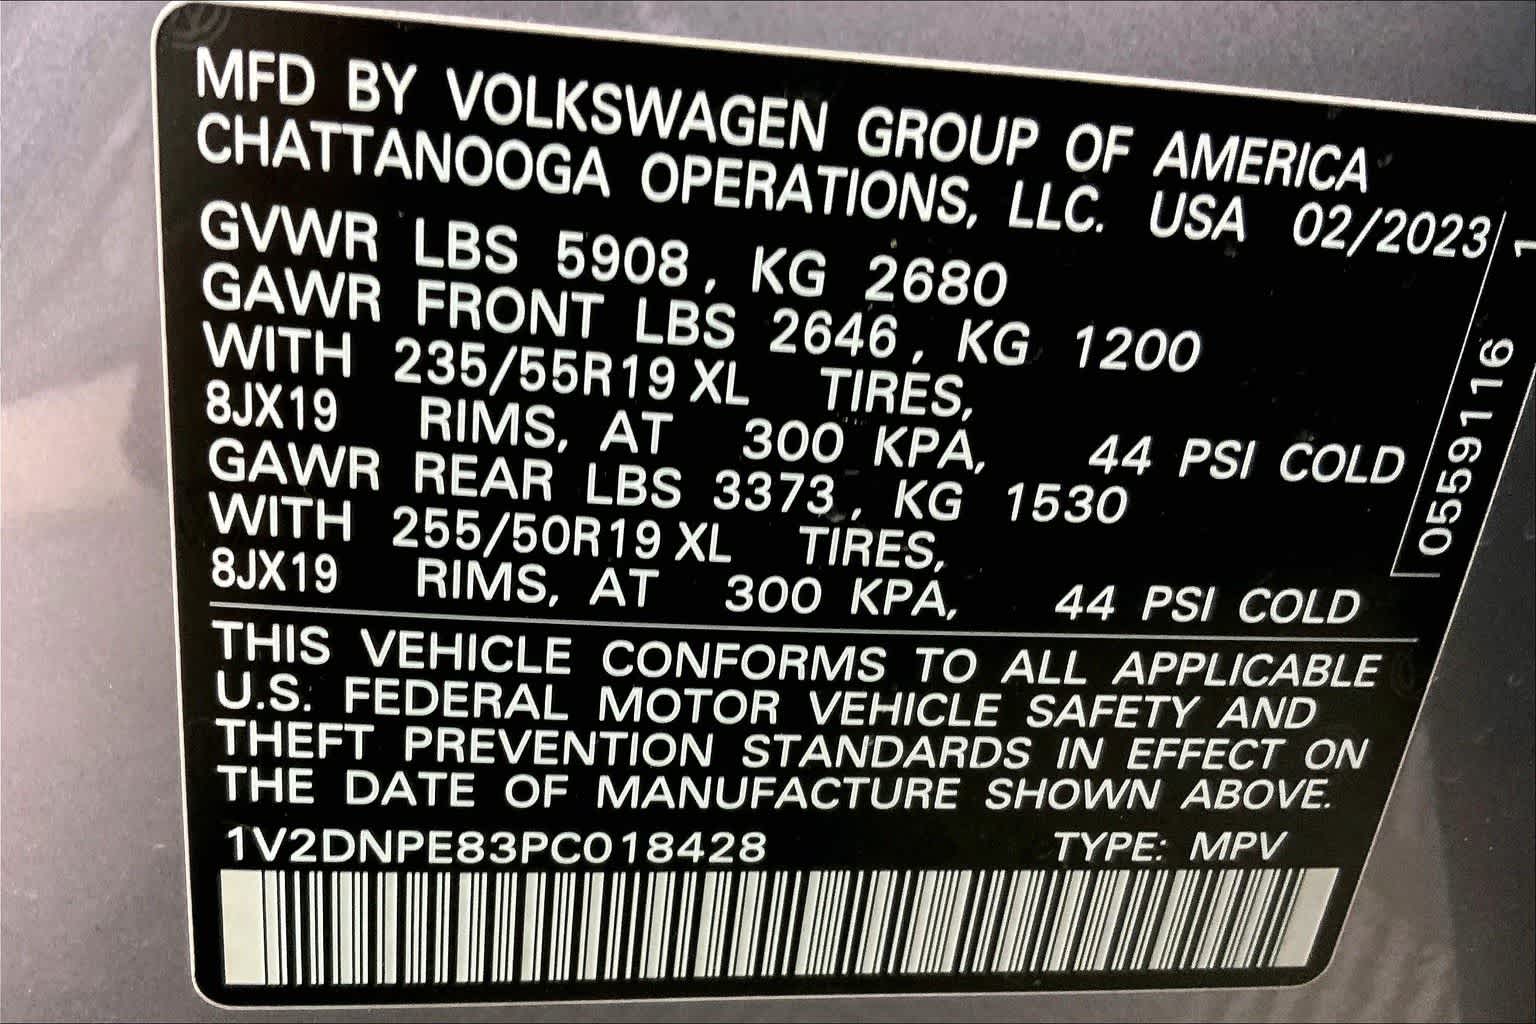 MFD BY VOLKSWAGEN GROUP OF AMERICA
CHATTANOOGA OPERATIONS, LLC. USA 02/2023
GVWR LBS 5908, KG 2680
GAWR FRONT LBS 2646, KG 1200
WITH 235/55R19 XL TIRES,
8JX19 RIMS, AT 300 KPA, 44 PSI COLD
GAWR REAR LBS 3373, KG 1530
WITH 255/50R19 XL TIRES,
8JX19 RIMS, AT 300 KPA, 44 PSI COLD
0559116 1
THIS VEHICLE CONFORMS TO ALL APPLICABLE
U.S. FEDERAL MOTOR VEHICLE SAFETY AND
THEFT PREVENTION STANDARDS IN EFFECT ON
THE DATE OF MANUFACTURE SHOWN ABOVE.
1V2DNPE83PC018428 TYPE: MPV